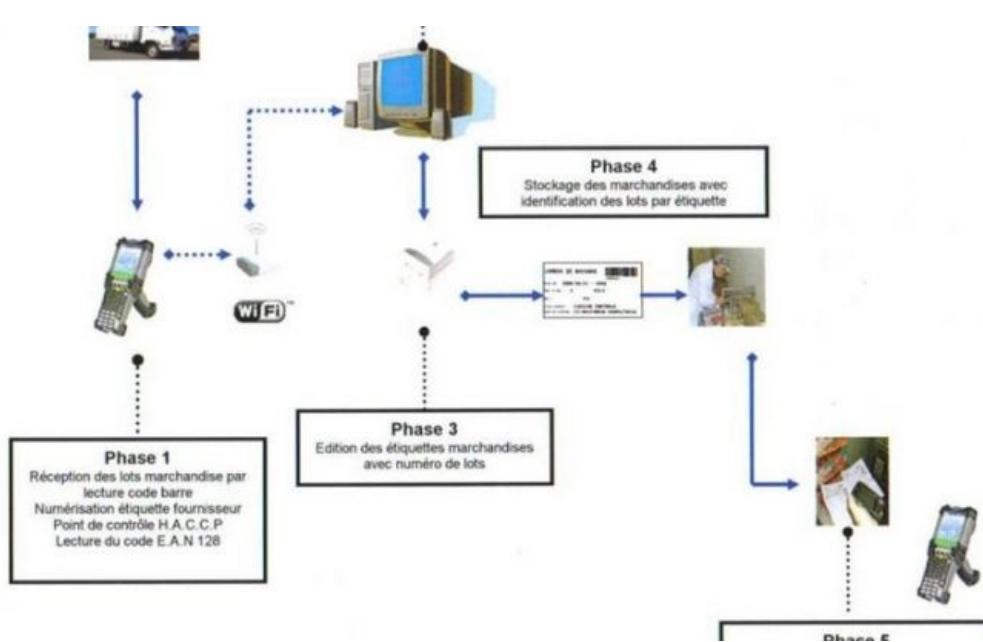 Phase 4
Stockage des marchandises avec
identification des lots par étiquette
WiFi
Phase 3
Edition des étiquettes marchandises
avec numéro de lots
Phase 1
Réception des lots marchandise par
lecture code barre
Numérisation étiquette fournisseur
Point de contrôle H.A.C.C.P
Lecture du code E.A.N 128
Phase 5